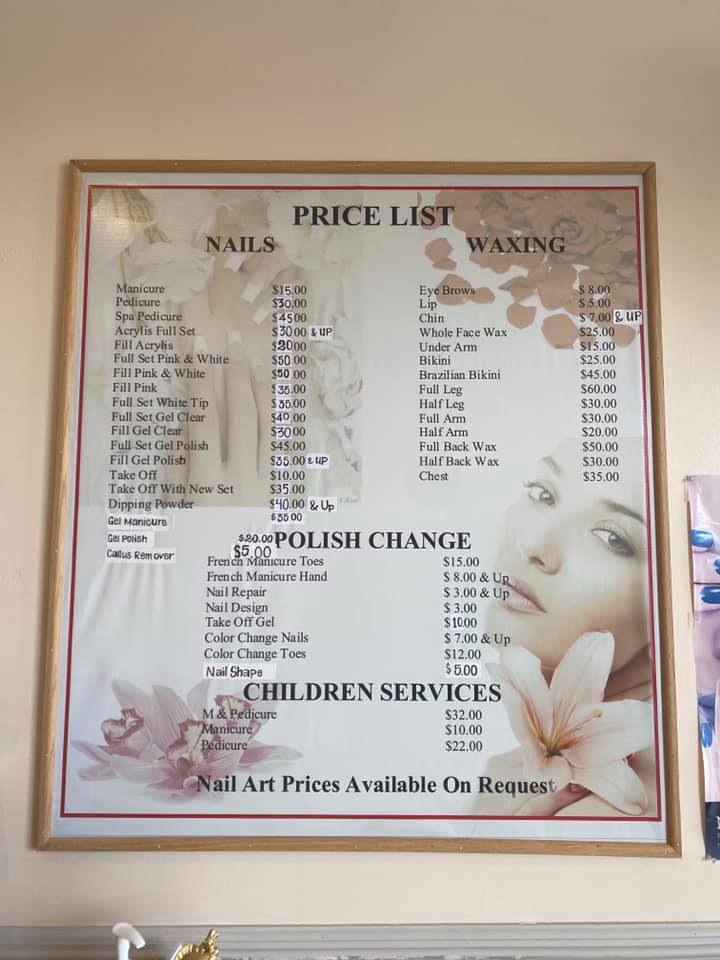 PRICE LIST
NAILS
Manicure $15.00
Pedicure $30.00
Spa Pedicure $45.00
Acrylis Full Set $30.00 & UP
Fill Acrylis $20.00
Full Set Pink & White $50.00
Fill Pink & White $50.00
Fill Pink $35.00
Full Set White Tip $35.00
Full Set Gel Clear $40.00
Fill Gel Clear $30.00
Full Set Gel Polish $45.00
Fill Gel Polish $35.00 & UP
Take Off $10.00
Take Off With New Set $35.00
Dipping Powder $40.00 & Up
Gel Manicure $35.00
Gel Polish $20.00
Callus Remover $5.00
WAXING
Eye Brows $ 8.00
Lip $ 5.00
Chin $ 7.00 & UP
Whole Face Wax $25.00
Under Arm $15.00
Bikini $25.00
Brazilian Bikini $45.00
Full Leg $60.00
Half Leg $30.00
Full Arm $30.00
Half Arm $20.00
Full Back Wax $50.00
Half Back Wax $30.00
Chest $35.00
POLISH CHANGE
French Manicure Toes $15.00
French Manicure Hand $ 8.00 & Up
Nail Repair $ 3.00 & Up
Nail Design $ 3.00
Take Off Gel $10.00
Color Change Nails $ 7.00 & Up
Color Change Toes $12.00
Nail Shape $5.00
CHILDREN SERVICES
M & Pedicure $32.00
Manicure $10.00
Pedicure $22.00
Nail Art Prices Available On Request